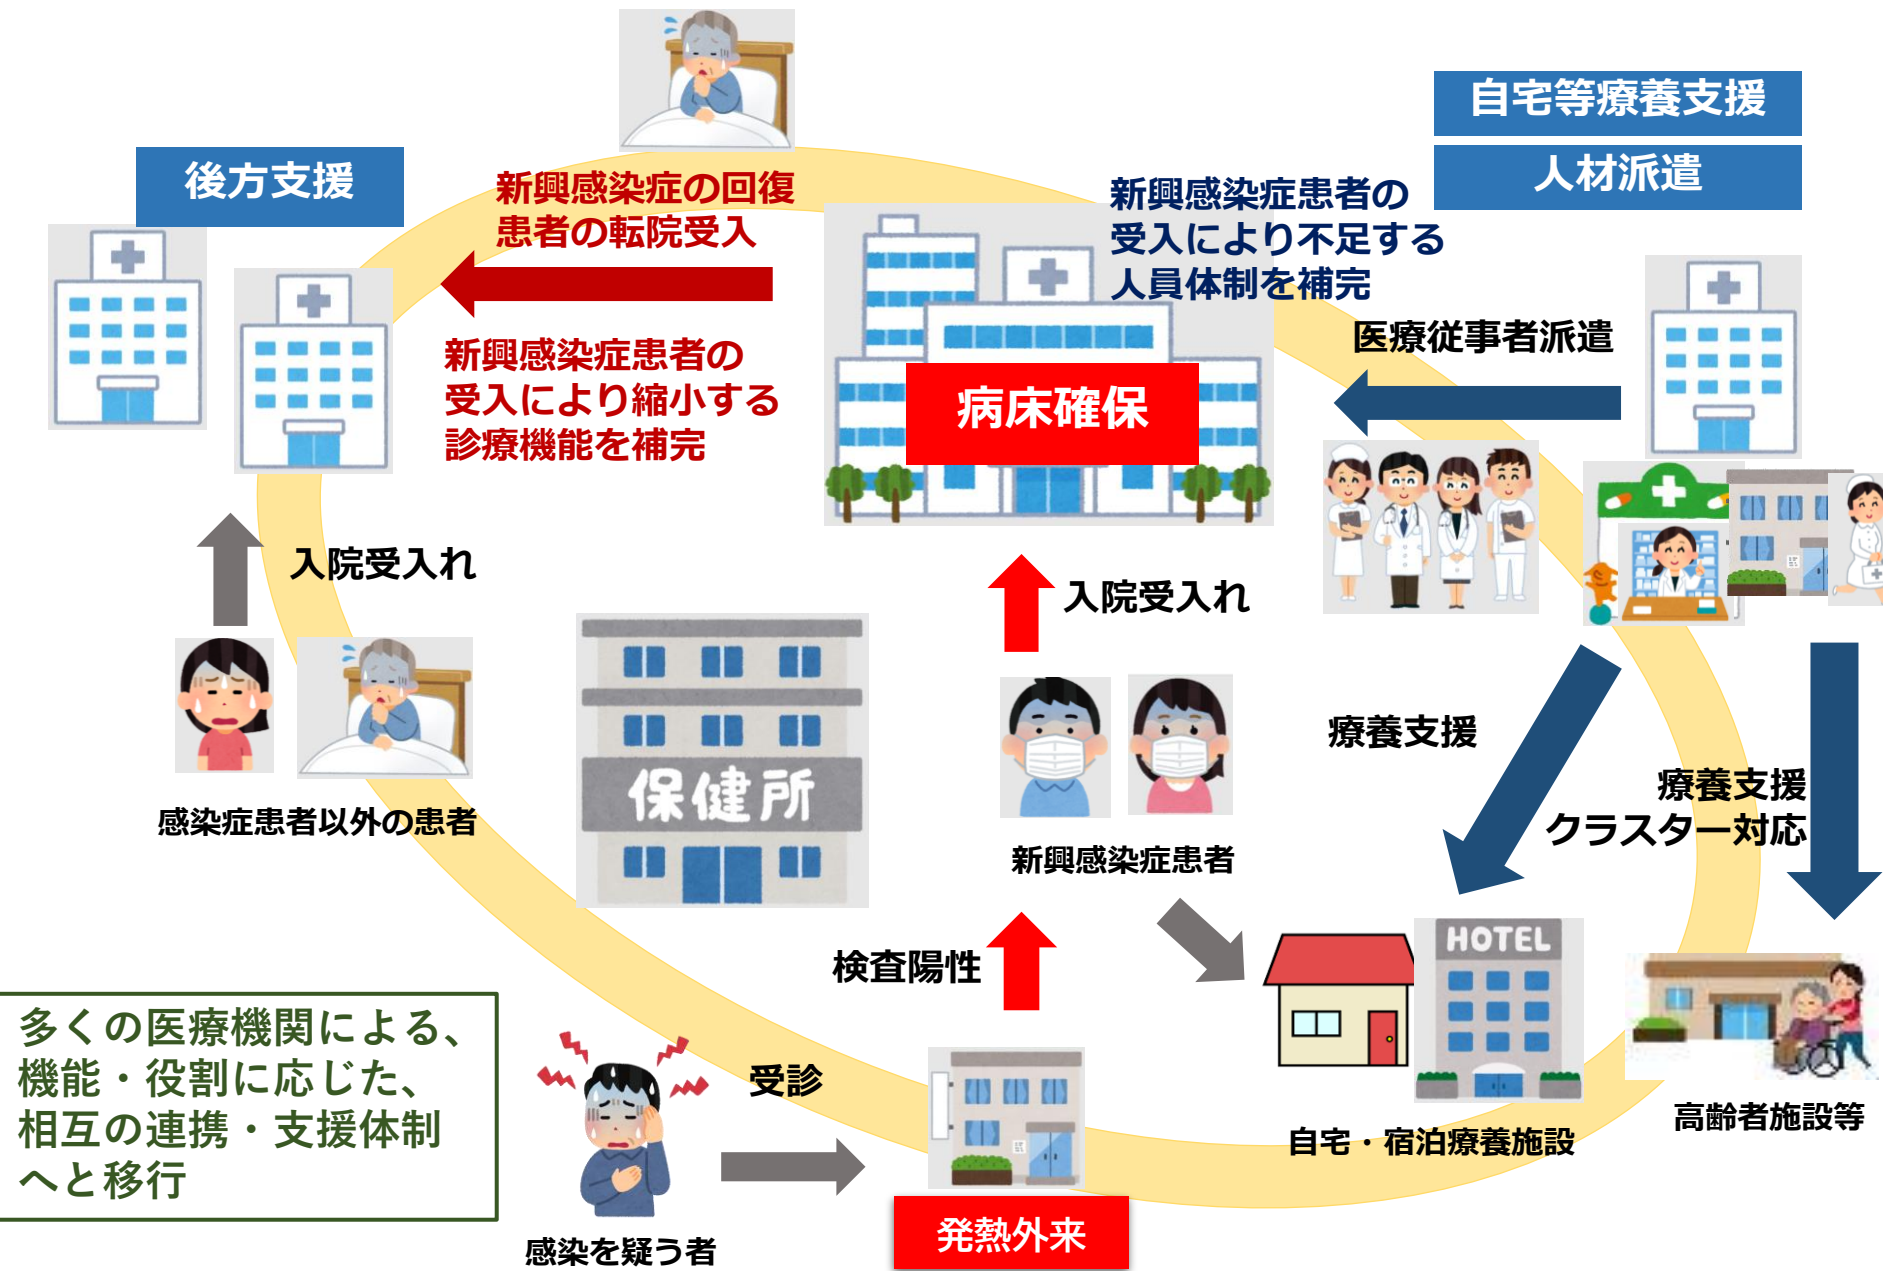 自宅等療養支援
人材派遣
後方支援
新興感染症の回復
患者の転院受入
新興感染症患者の
受入により不足する
人員体制を補完
医療従事者派遣
新興感染症患者の
受入により縮小する
診療機能を補完
病床確保
入院受入れ
入院受入れ
保健所
療養支援
療養支援
クラスター対応
感染症患者以外の患者
新興感染症患者
検査陽性
HOTEL
多くの医療機関による、
機能・役割に応じた、
相互の連携・支援体制
へと移行
受診
自宅・宿泊療養施設
高齢者施設等
発熱外来
感染を疑う者